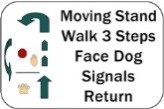 Moving Stand
Walk 3 Steps
Face Dog
Signals
Return